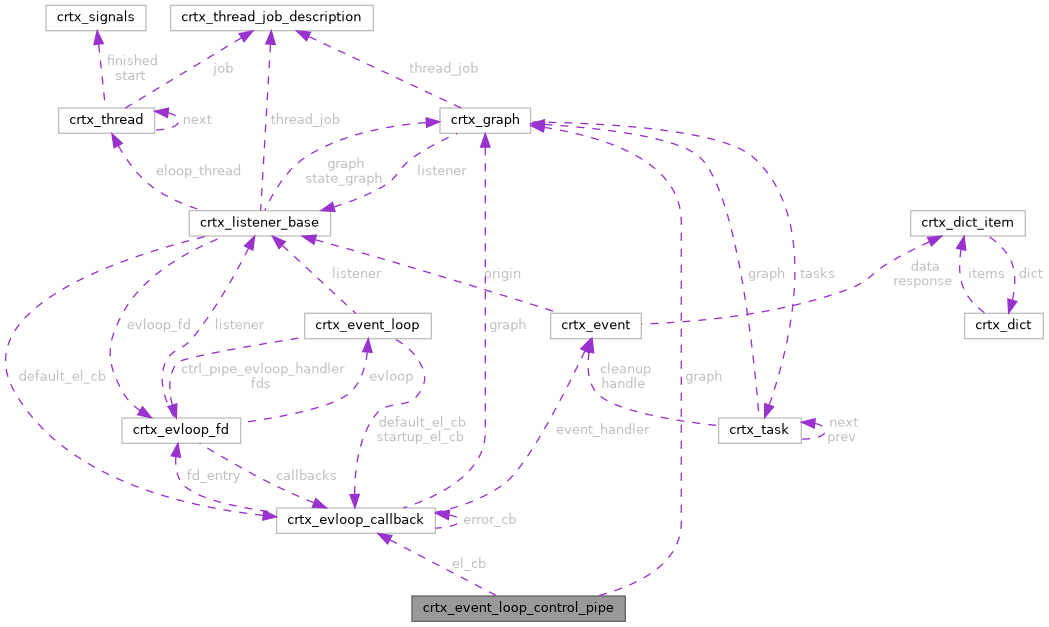 crtx_signals
crtx_thread_job_description
finished
start
job
thread_job
crtx_thread
next
thread_job
crtx_graph
eloop_thread
graph
state_graph
listener
crtx_listener_base
crtx_dict_item
listener
origin
graph
tasks
data
response
items
dict
evloop_fd
listener
crtx_event_loop
graph
crtx_event
crtx_dict
default_el_cb
ctrl_pipe_evloop_handler
fds
evloop
cleanup
handle
graph
crtx_evloop_fd
default_el_cb
startup_el_cb
event_handler
crtx_task
next
prev
fd_entry
callbacks
crtx_evloop_callback
error_cb
el_cb
crtx_event_loop_control_pipe